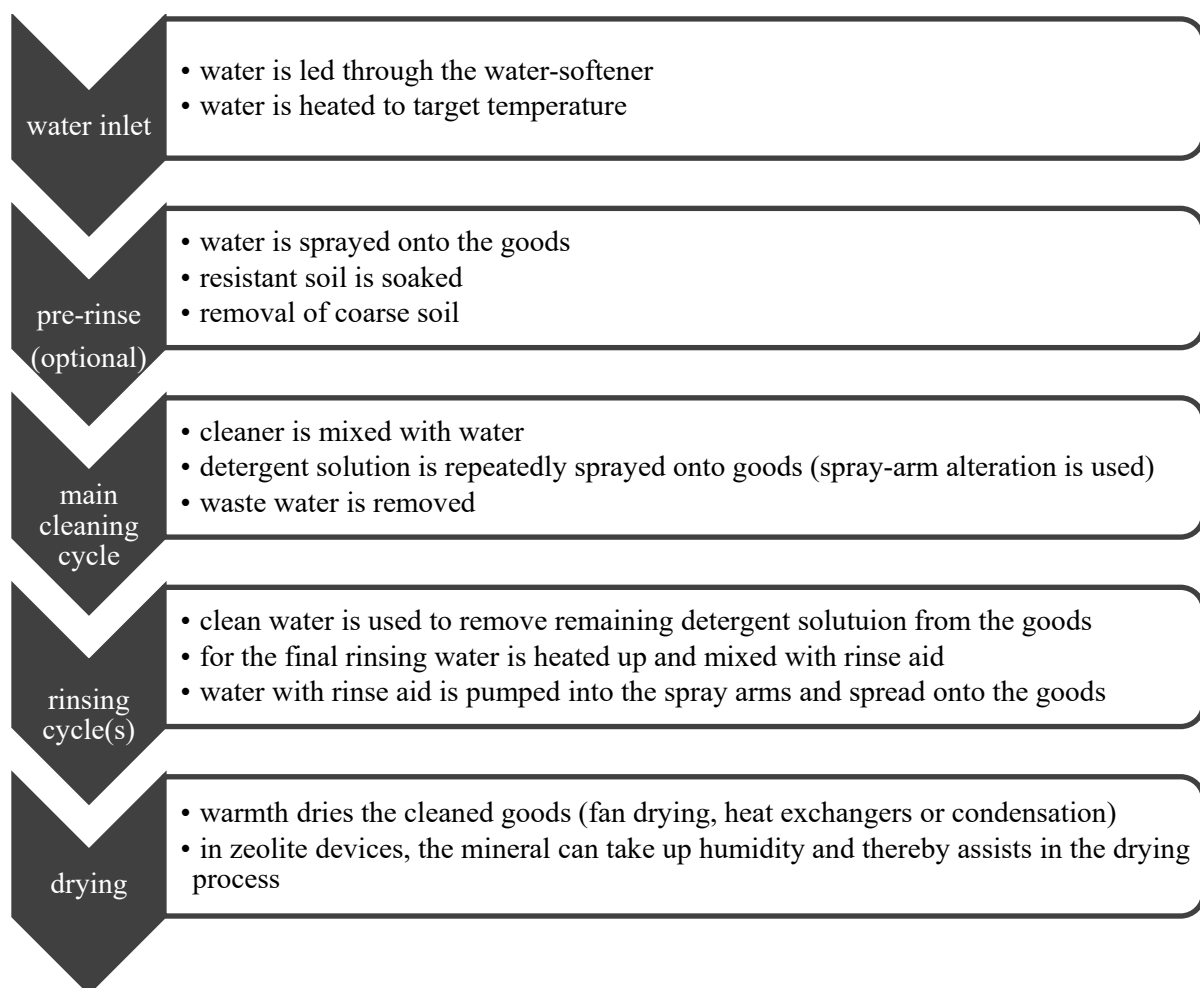 water inlet
• water is led through the water-softener
• water is heated to target temperature
pre-rinse
(optional)
• water is sprayed onto the goods
• resistant soil is soaked
• removal of coarse soil
main
cleaning
cycle
• cleaner is mixed with water
• detergent solution is repeatedly sprayed onto goods (spray-arm alteration is used)
• waste water is removed
rinsing
cycle(s)
• clean water is used to remove remaining detergent solutuion from the goods
• for the final rinsing water is heated up and mixed with rinse aid
• water with rinse aid is pumped into the spray arms and spread onto the goods
drying
• warmth dries the cleaned goods (fan drying, heat exchangers or condensation)
• in zeolite devices, the mineral can take up humidity and thereby assists in the drying
process